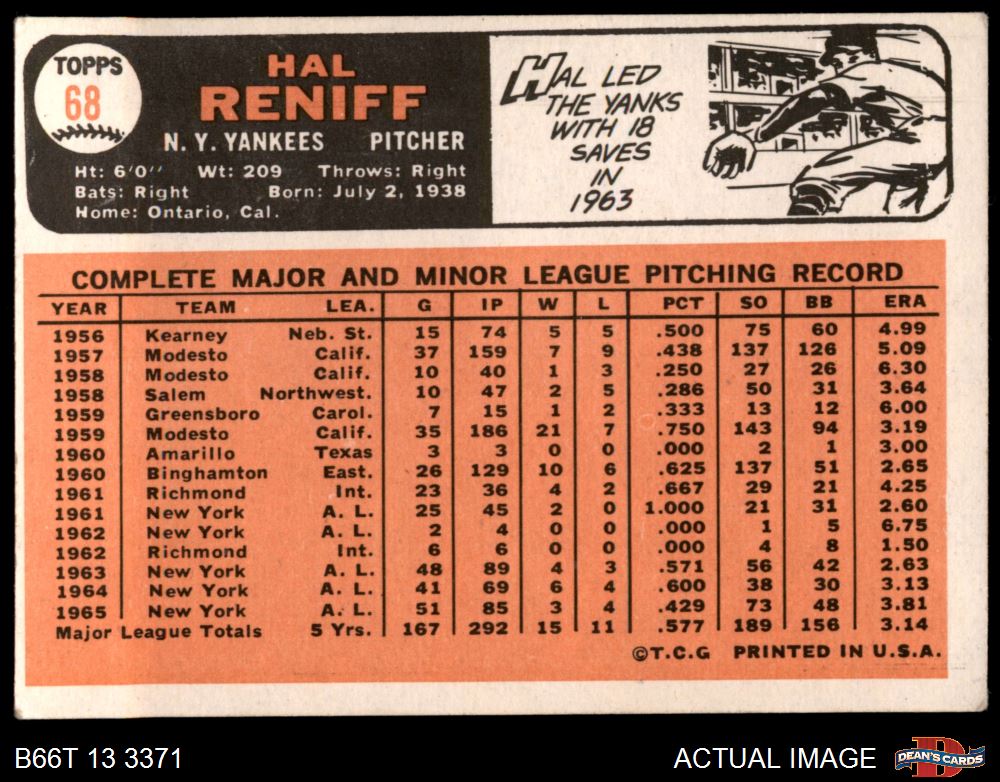 TOPPS
68
HAL
RENIFF
N. Y. YANKEES PITCHER
Ht: 6'0'' Wt: 209 Throws: Right
Bats: Right Born: July 2, 1938
Home: Ontario, Cal.
HAL LED
THE YANKS
WITH 18
SAVES
IN
1963
COMPLETE MAJOR AND MINOR LEAGUE PITCHING RECORD
YEAR TEAM LEA. G IP W L PCT SO BB ERA
1956 Kearney Neb. St. 15 74 5 5 .500 75 60 4.99
1957 Modesto Calif. 37 159 7 9 .438 137 126 5.09
1958 Modesto Calif. 10 40 1 3 .250 27 26 6.30
1958 Salem Northwest. 10 47 2 5 .286 50 31 3.64
1959 Greensboro Carol. 7 15 1 2 .333 13 12 6.00
1959 Modesto Calif. 35 186 21 7 .750 143 94 3.19
1960 Amarillo Texas 3 3 0 0 .000 2 1 3.00
1960 Binghamton East. 26 129 10 6 .625 137 51 2.65
1961 Richmond Int. 23 36 4 2 .667 29 21 4.25
1961 New York A. L. 25 45 2 0 1.000 21 31 2.60
1962 New York A. L. 2 4 0 0 .000 1 5 6.75
1962 Richmond Int. 6 6 0 0 .000 4 8 1.50
1963 New York A. L. 48 89 4 3 .571 56 42 2.63
1964 New York A. L. 41 69 6 4 .600 38 30 3.13
1965 New York A. L. 51 85 3 4 .429 73 48 3.81
Major League Totals 5 Yrs. 167 292 15 11 .577 189 156 3.14
©T.C.G PRINTED IN U.S.A.
B66T 13 3371 ACTUAL IMAGE DEAN'S CARDS